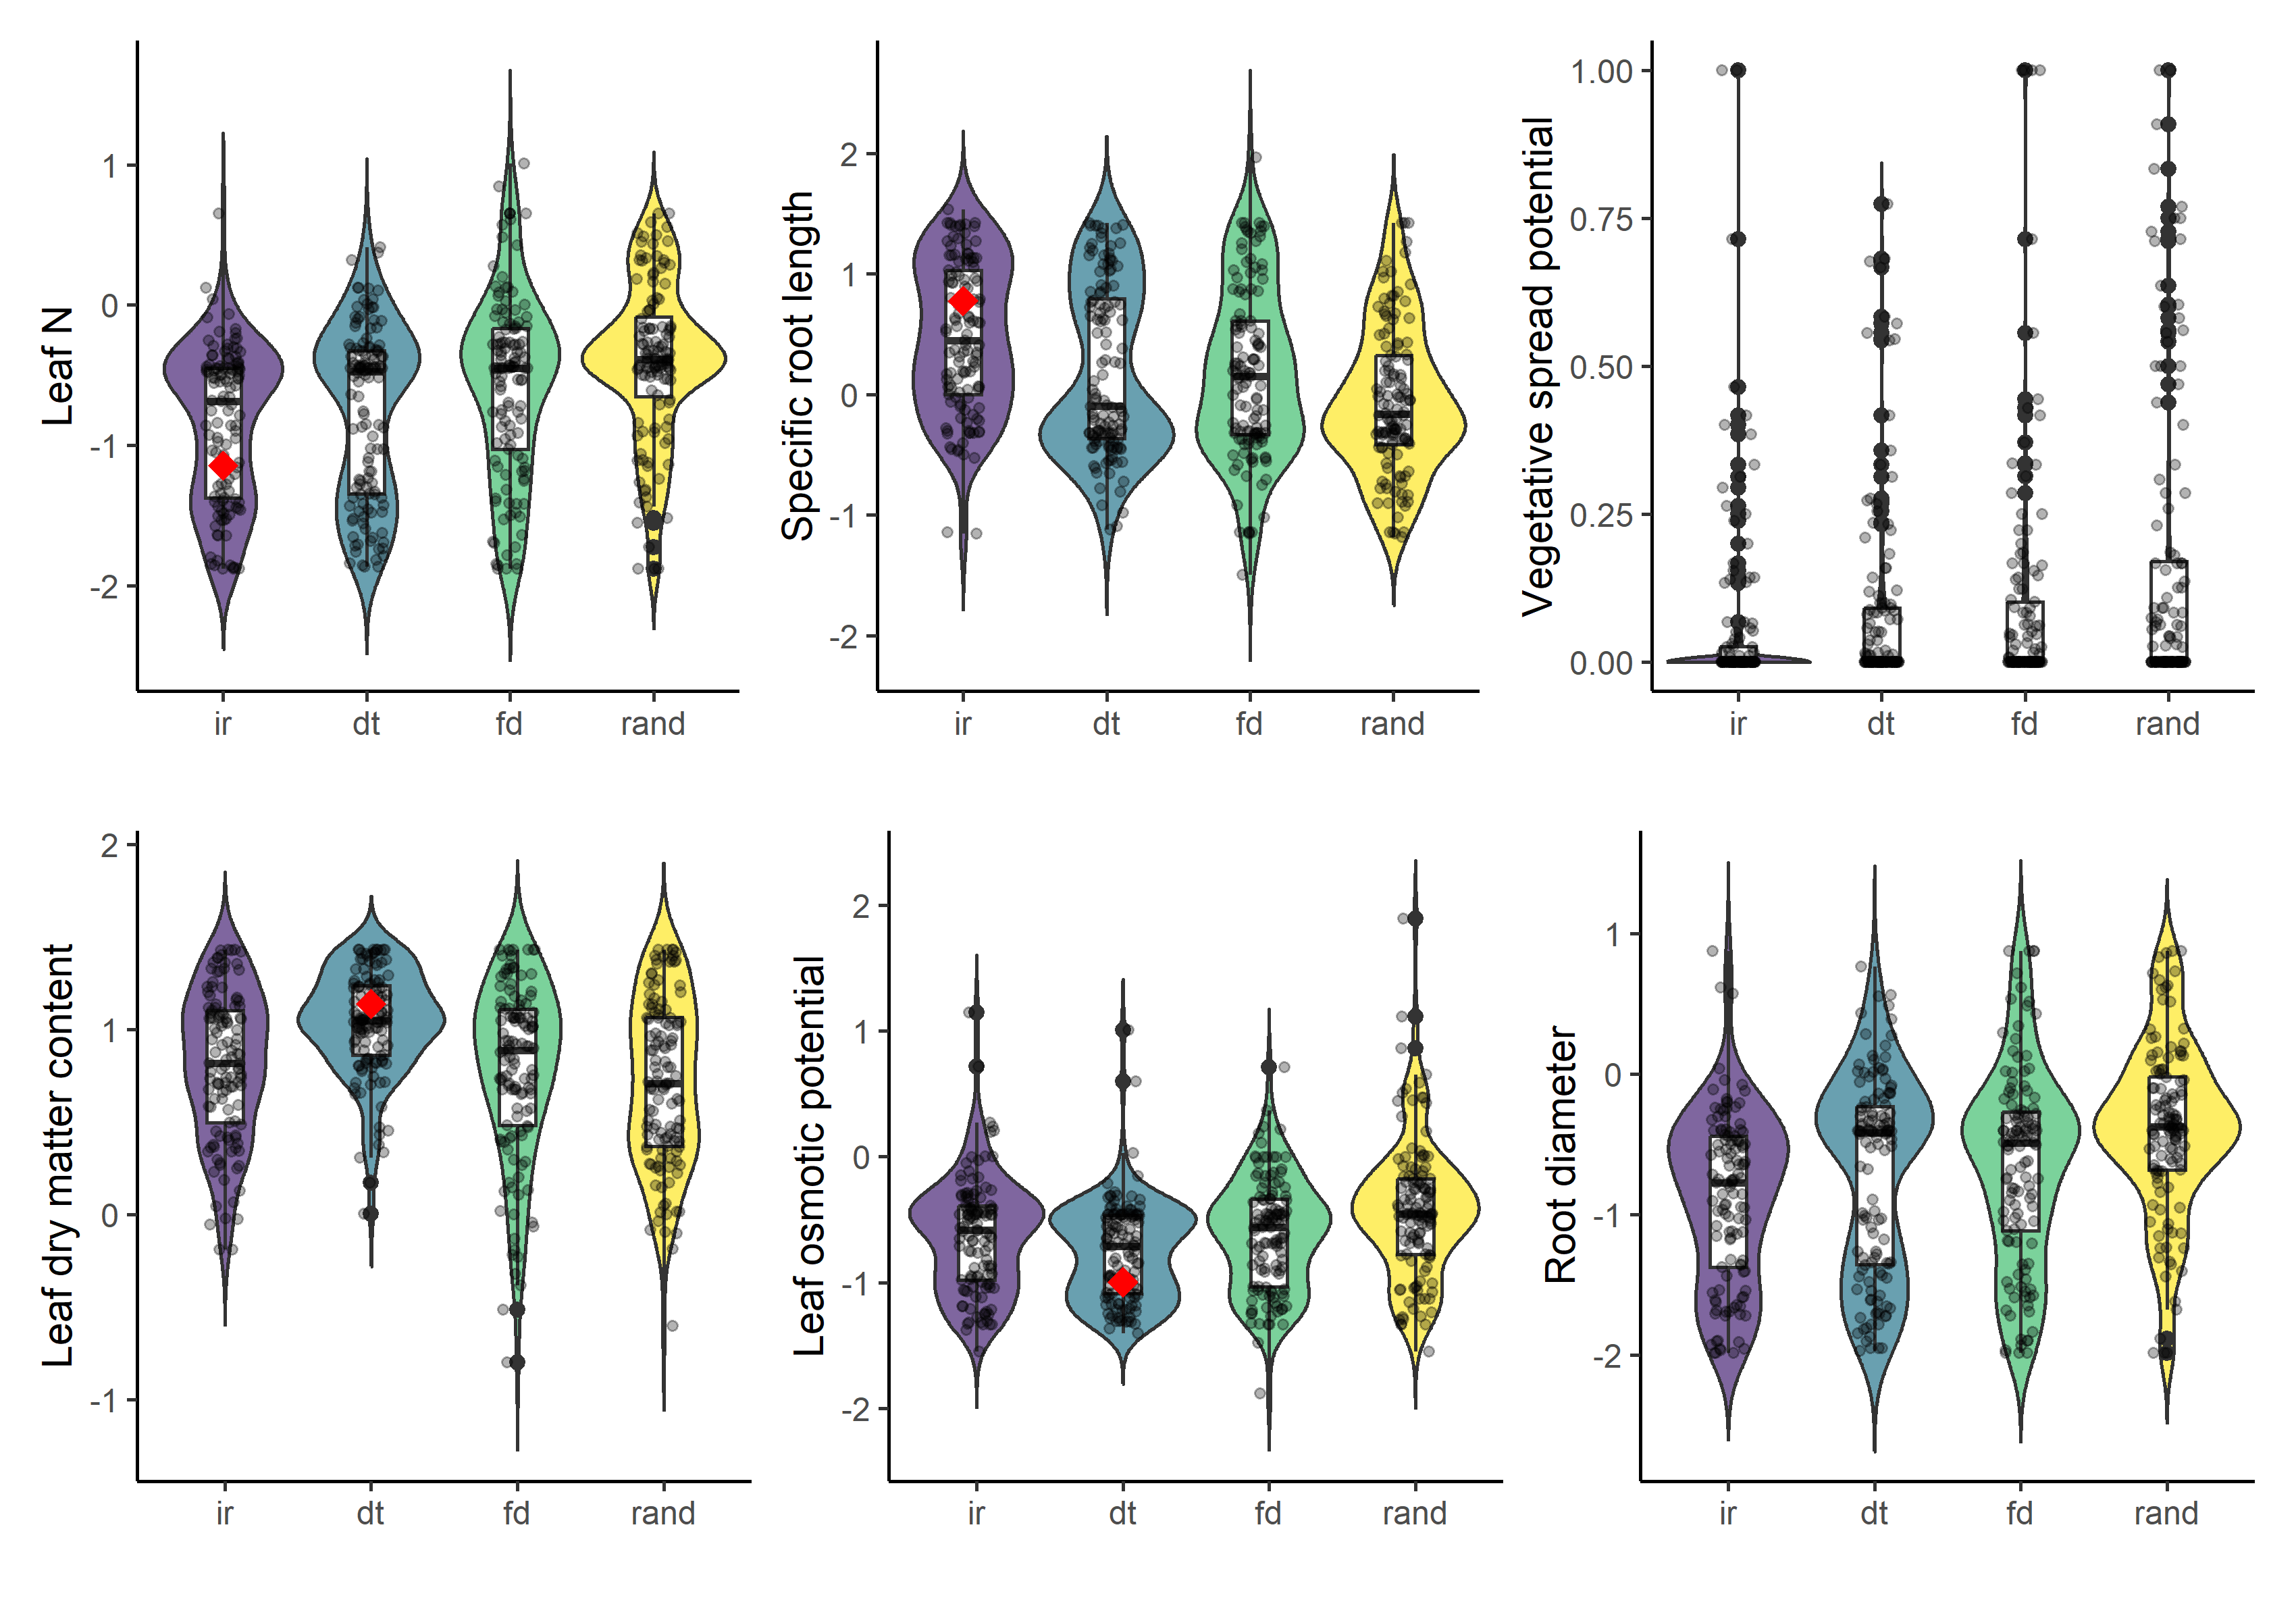 Leaf N
1
0
-1
-2
ir dt fd rand
Specific root length
2
1
0
-1
-2
ir dt fd rand
Vegetative spread potential
1.00
0.75
0.50
0.25
0.00
ir dt fd rand
Leaf dry matter content
2
1
0
-1
ir dt fd rand
Leaf osmotic potential
2
1
0
-1
-2
ir dt fd rand
Root diameter
1
0
-1
-2
ir dt fd rand